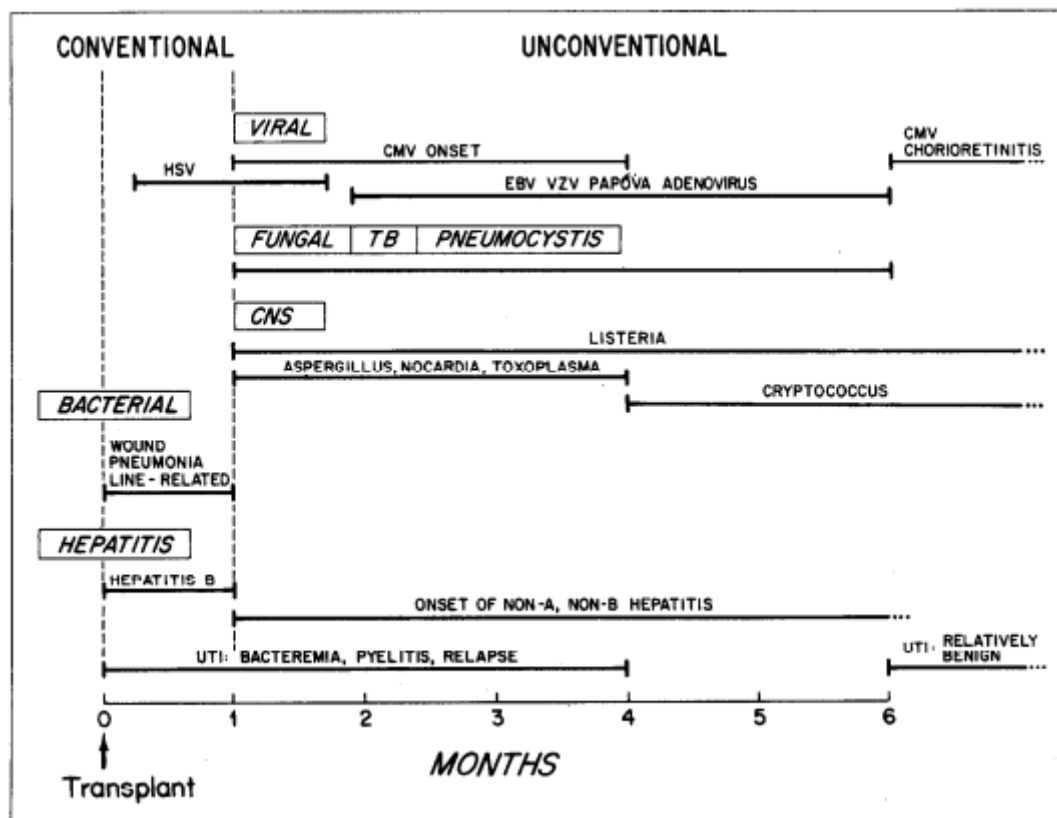 CONVENTIONAL
UNCONVENTIONAL
VIRAL
CMV ONSET
CMV
CHORIORETINITIS
HSV
EBV VZV PAPOVA ADENOVIRUS
FUNGAL TB PNEUMOCYSTIS
CNS
LISTERIA
ASPERGILLUS, NOCARDIA, TOXOPLASMA
CRYPTOCOCCUS
BACTERIAL
WOUND
PNEUMONIA
LINE-RELATED
HEPATITIS
HEPATITIS B
ONSET OF NON-A, NON-B HEPATITIS
UTI: BACTEREMIA, PYELITIS, RELAPSE
UTI: RELATIVELY
BENIGN
0 1 2 3 4 5 6
MONTHS
Transplant